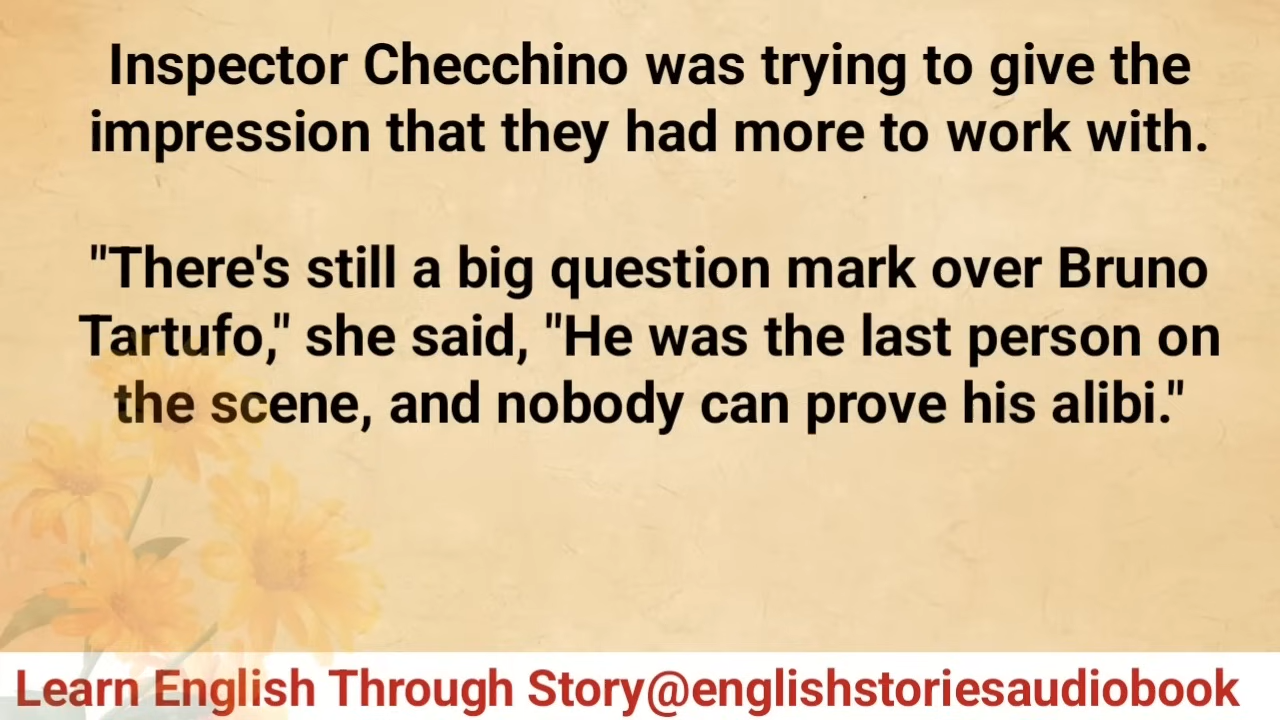 Inspector Checchino was trying to give the
impression that they had more to work with.
"There's still a big question mark over Bruno
Tartufo," she said, "He was the last person on
the scene, and nobody can prove his alibi."
Learn English Through Story@englishstoriesaudiobook